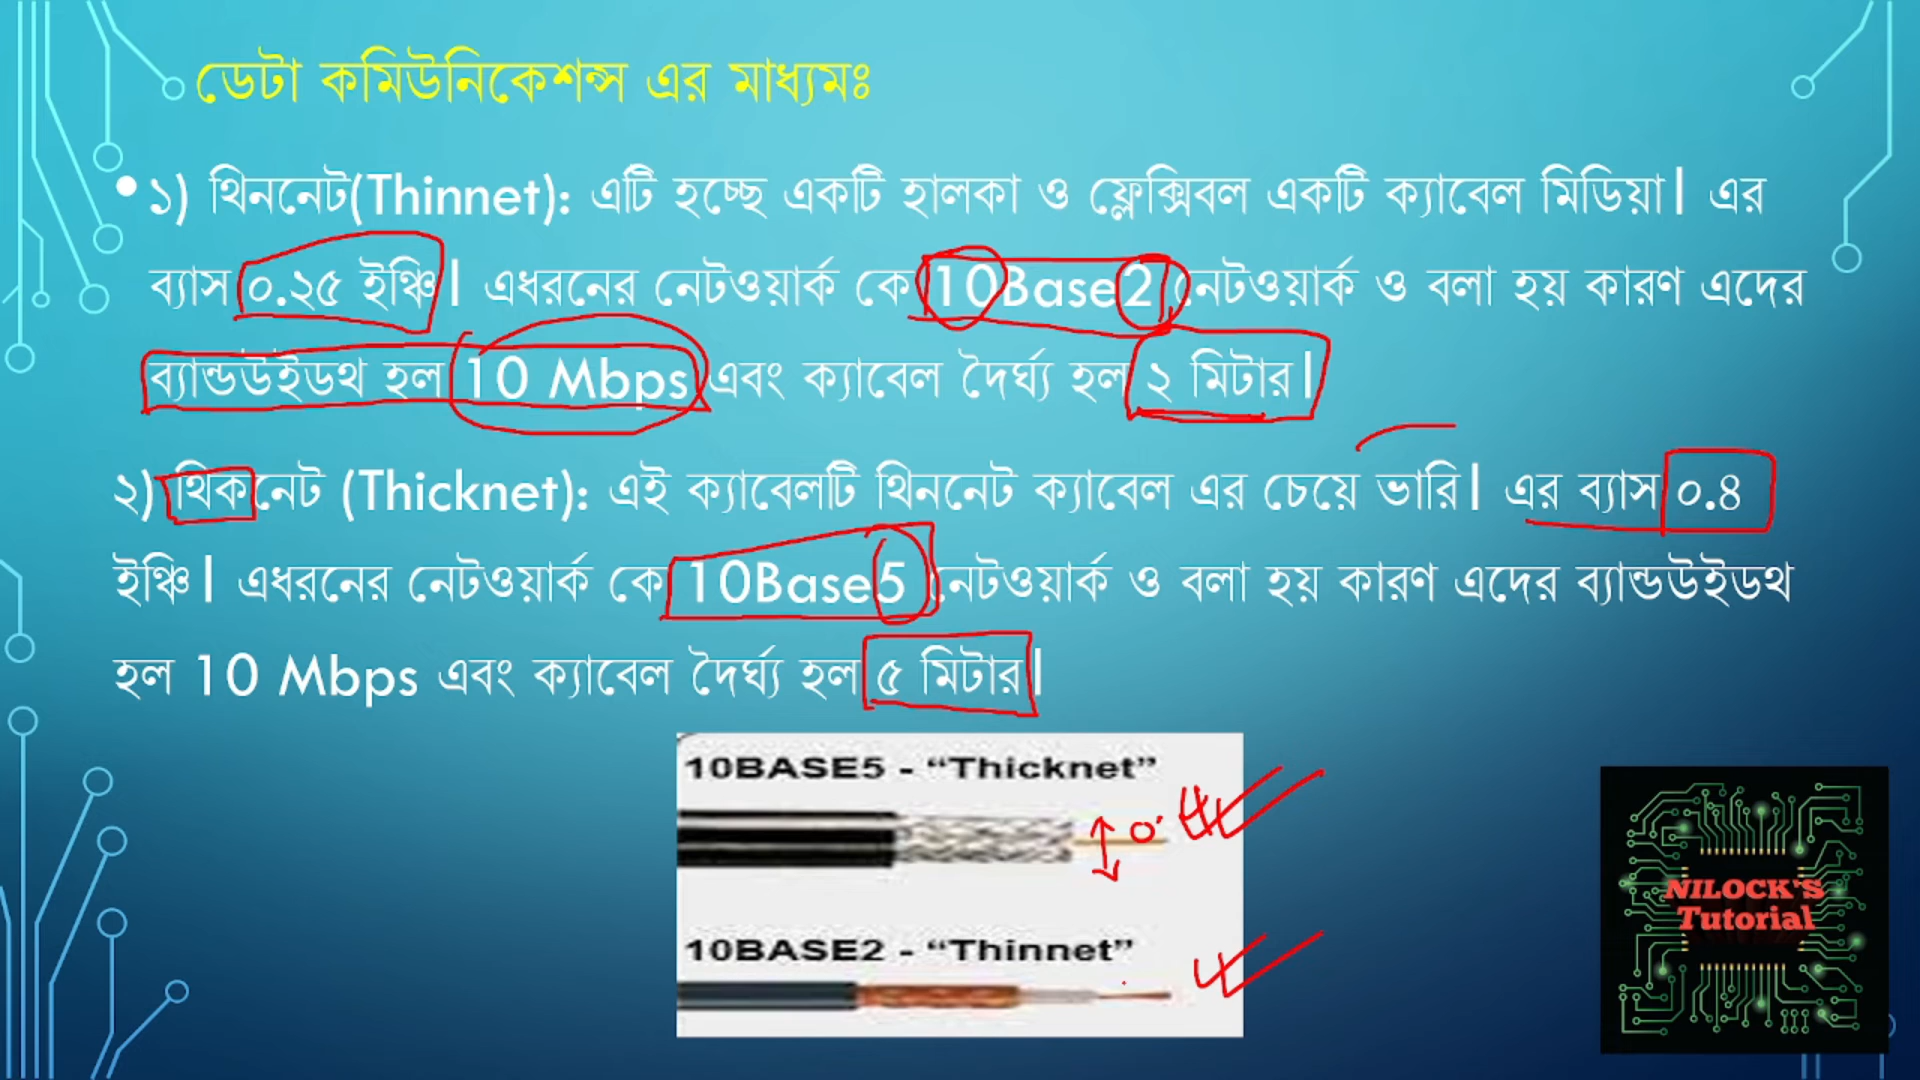 ডেটা কমিউনিকেশন্স এর মাধ্যমঃ
• ১) থিননেট(Thinnet): এটি হচ্ছে একটি হালকা ও ফ্লেক্সিবল একটি ক্যাবেল মিডিয়া। এর
ব্যাস ০.২৫ ইঞ্চি। এধরনের নেটওয়ার্ক কে 10Base2 নেটওয়ার্ক ও বলা হয় কারণ এদের
ব্যান্ডউইডথ হল 10 Mbps এবং ক্যাবেল দৈর্ঘ্য হল ২ মিটার।
২) থিকনেট (Thicknet): এই ক্যাবেলটি থিননেট ক্যাবেল এর চেয়ে ভারি। এর ব্যাস ০.৪
ইঞ্চি। এধরনের নেটওয়ার্ক কে 10Base5 নেটওয়ার্ক ও বলা হয় কারণ এদের ব্যান্ডউইডথ
হল 10 Mbps এবং ক্যাবেল দৈর্ঘ্য হল ৫ মিটার।
10BASE5 - “Thicknet”
10BASE2 - “Thinnet”
NILOCK'S
Tutorial